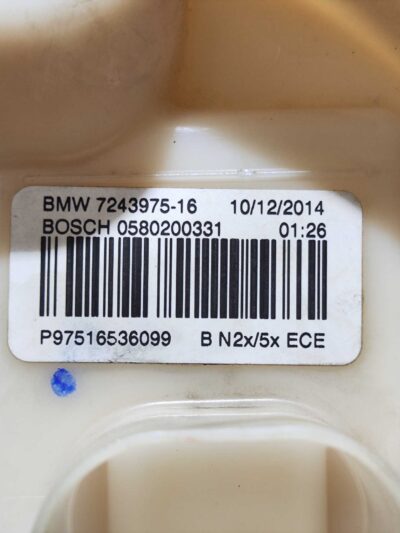 BMW 7243975-16 10/12/2014
BOSCH 0580200331 01:26
P97516536099 B N2x/5x ECE